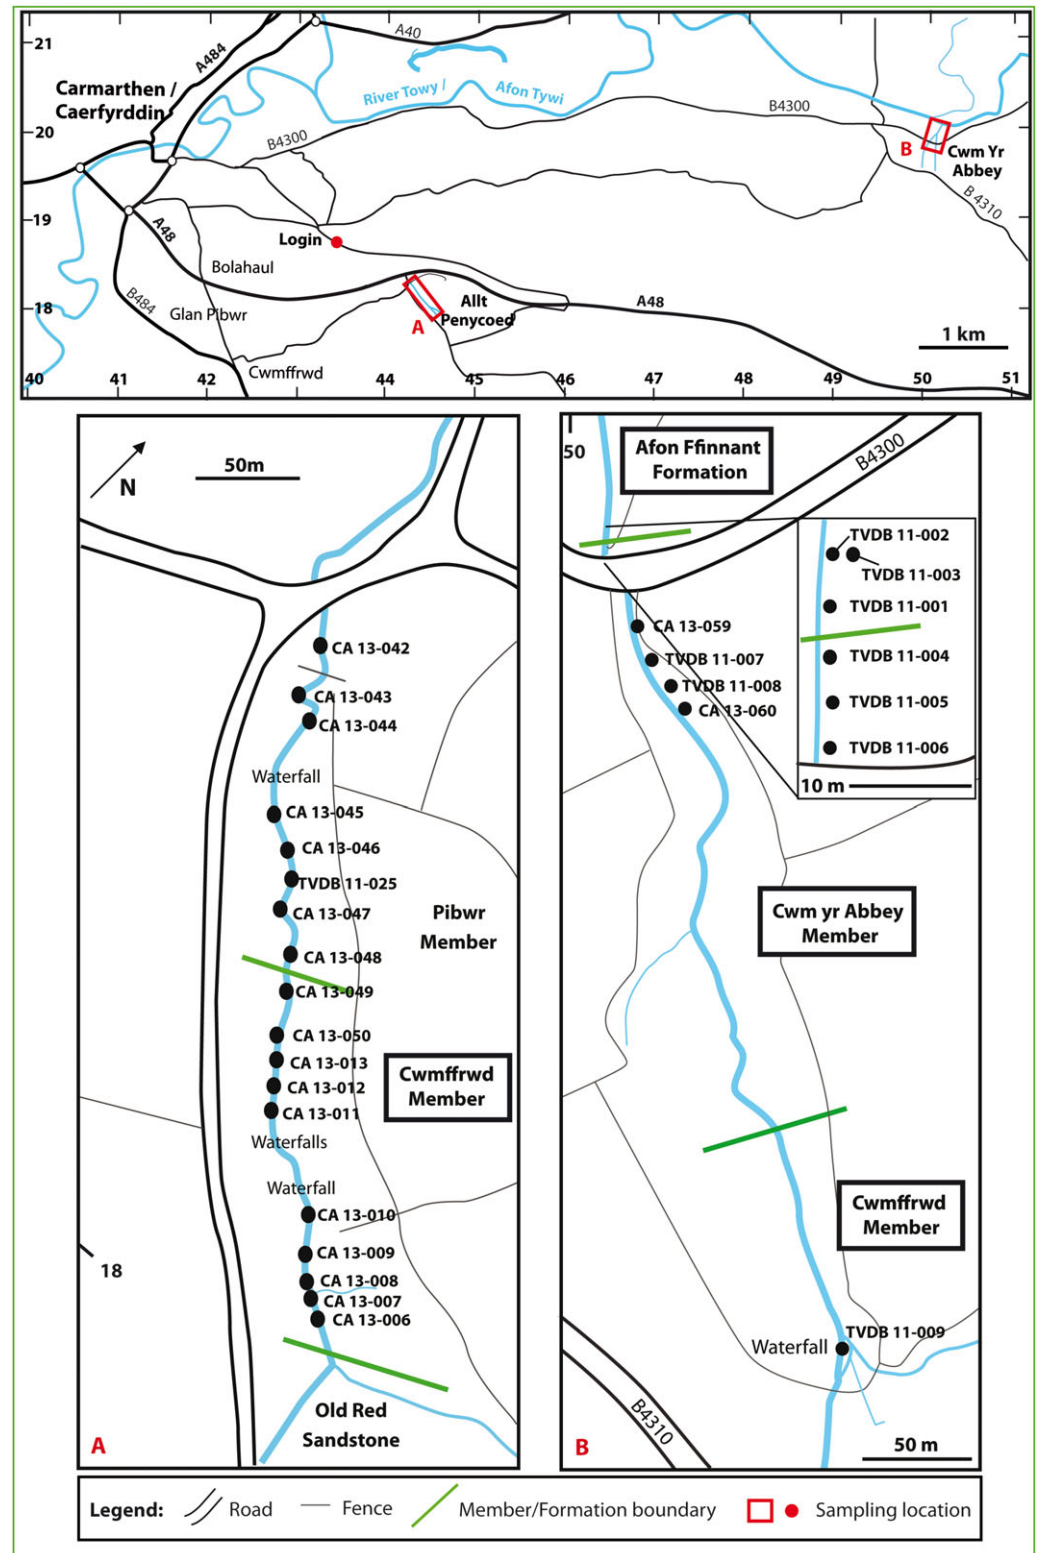 21
20
19
18
40
41
42
44
45
46
47
48
49
50
51
A484
A40
Carmarthen /
Caerfyrddin
River Towy /
Afon Tywi
B4300
B4300
B
Cwm Yr
Abbey
B 4310
A48
Login
Bolahaul
B484
Glan Pibwr
Allt
Penycoed
A
A48
1 km
Cwmffrwd
N
50m
CA 13-042
CA 13-043
CA 13-044
Waterfall
CA 13-045
CA 13-046
TVDB 11-025
CA 13-047
Pibwr
Member
CA 13-048
CA 13-049
CA 13-050
CA 13-013
CA 13-012
CA 13-011
Cwmffrwd
Member
Waterfalls
Waterfall
CA 13-010
CA 13-009
CA 13-008
CA 13-007
CA 13-006
18
Old Red
Sandstone
A
50
Afon Ffinnant
Formation
B4300
TVDB 11-002
TVDB 11-003
TVDB 11-001
TVDB 11-004
TVDB 11-005
TVDB 11-006
10 m
CA 13-059
TVDB 11-007
TVDB 11-008
CA 13-060
Cwm yr Abbey
Member
Cwmffrwd
Member
TVDB 11-009
Waterfall
B4310
B
50 m
Legend:
Road
Fence
Member/Formation boundary
Sampling location